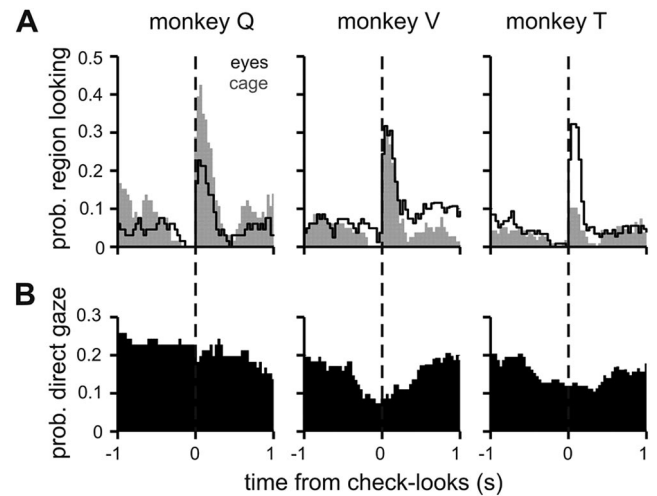 A monkey Q monkey V monkey T
prob. region looking
0.5
0.4
0.3
0.2
0.1
0
eyes
cage
B
prob. direct gaze
0.3
0.2
0.1
0
-1 0 1 -1 0 1 -1 0 1
time from check-looks (s)